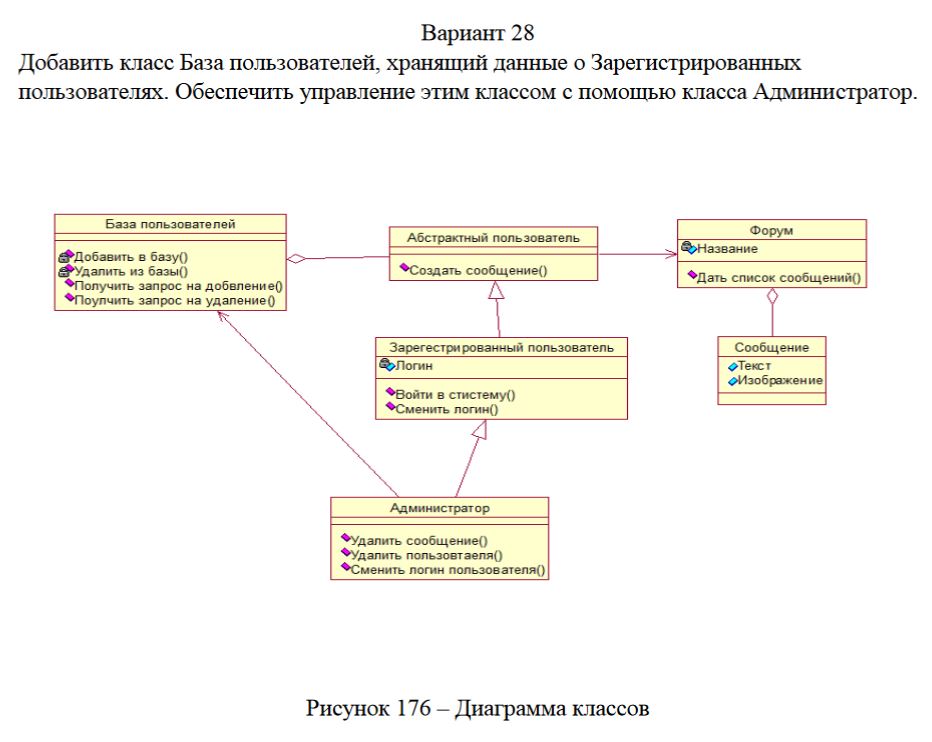 Вариант 28
Добавить класс База пользователей, хранящий данные о Зарегистрированных
пользователях. Обеспечить управление этим классом с помощью класса Администратор.
База пользователей
Добавить в базу()
Удалить из базы()
Получить запрос на добвление()
Поулчить запрос на удаление()
Абстрактный пользователь
Создать сообщение()
Форум
Название
Дать список сообщений()
Зарегестрированный пользователь
Логин
Войти в стистему()
Сменить логин()
Сообщение
Текст
Изображение
Администратор
Удалить сообщение()
Удалить пользовтаеля()
Сменить логин пользователя()
Рисунок 176 – Диаграмма классов